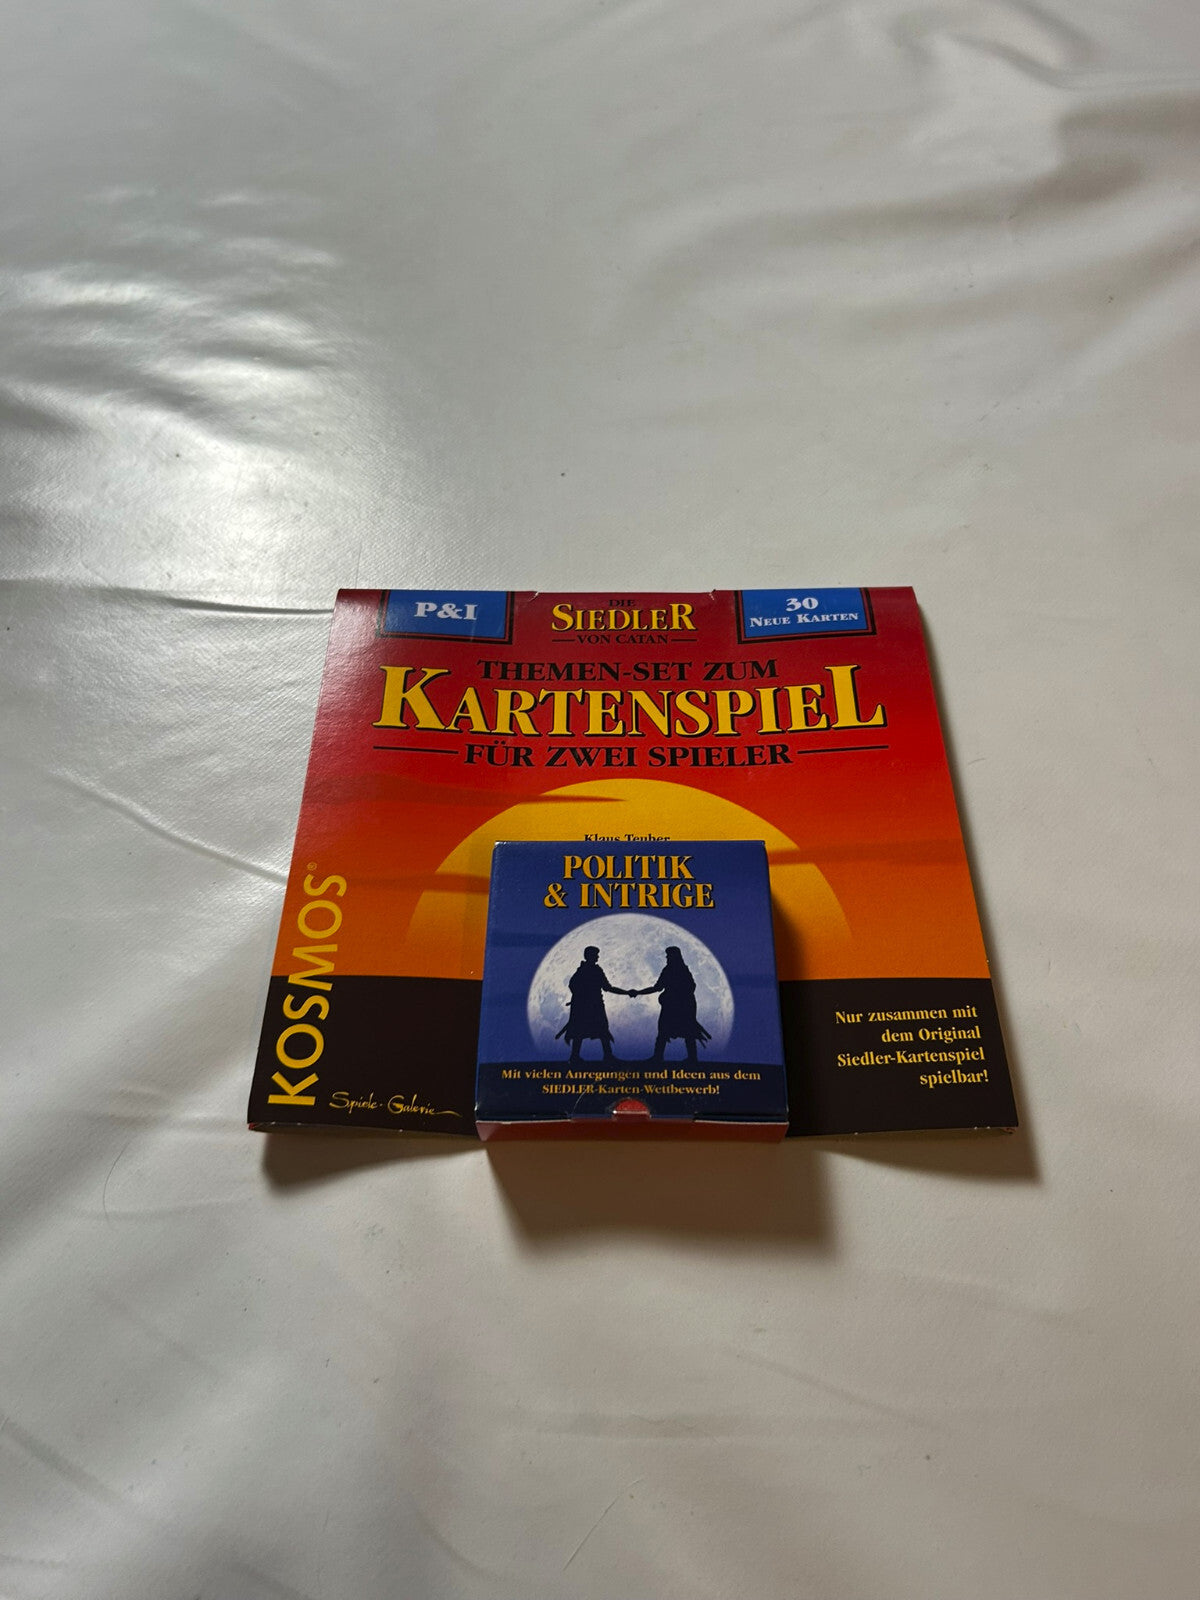 P&I
DIE
SIEDLER
VON CATAN
30
NEUE KARTEN
THEMEN-SET ZUM
KARTENSPIEL
FÜR ZWEI SPIELER
Klaus Teuber
POLITIK
& INTRIGE
Mit vielen Anregungen und Ideen aus dem
SIEDLER-Karten-Wettbewerb!
KOSMOS®
Spiele-Galerie
Nur zusammen mit
dem Original
Siedler-Kartenspiel
spielbar!